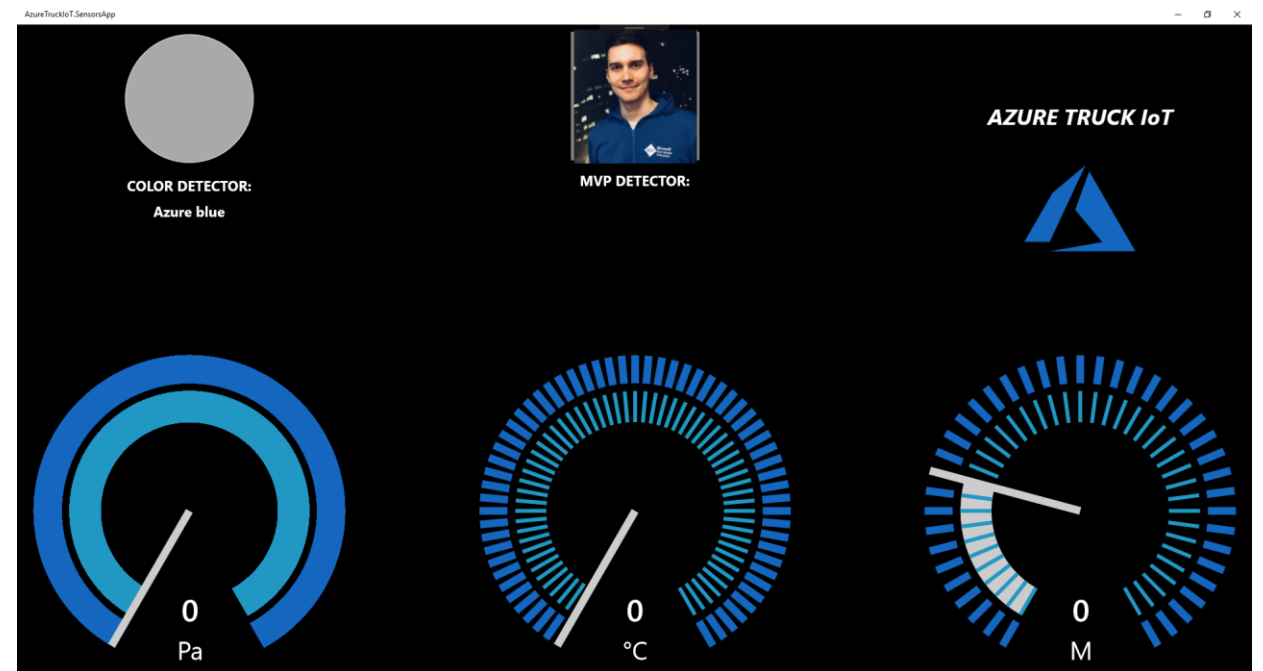 AzureTruckIoT.SensorsApp
COLOR DETECTOR:
Azure blue
MVP DETECTOR:
AZURE TRUCK IoT
0
Pa
0
°C
0
M